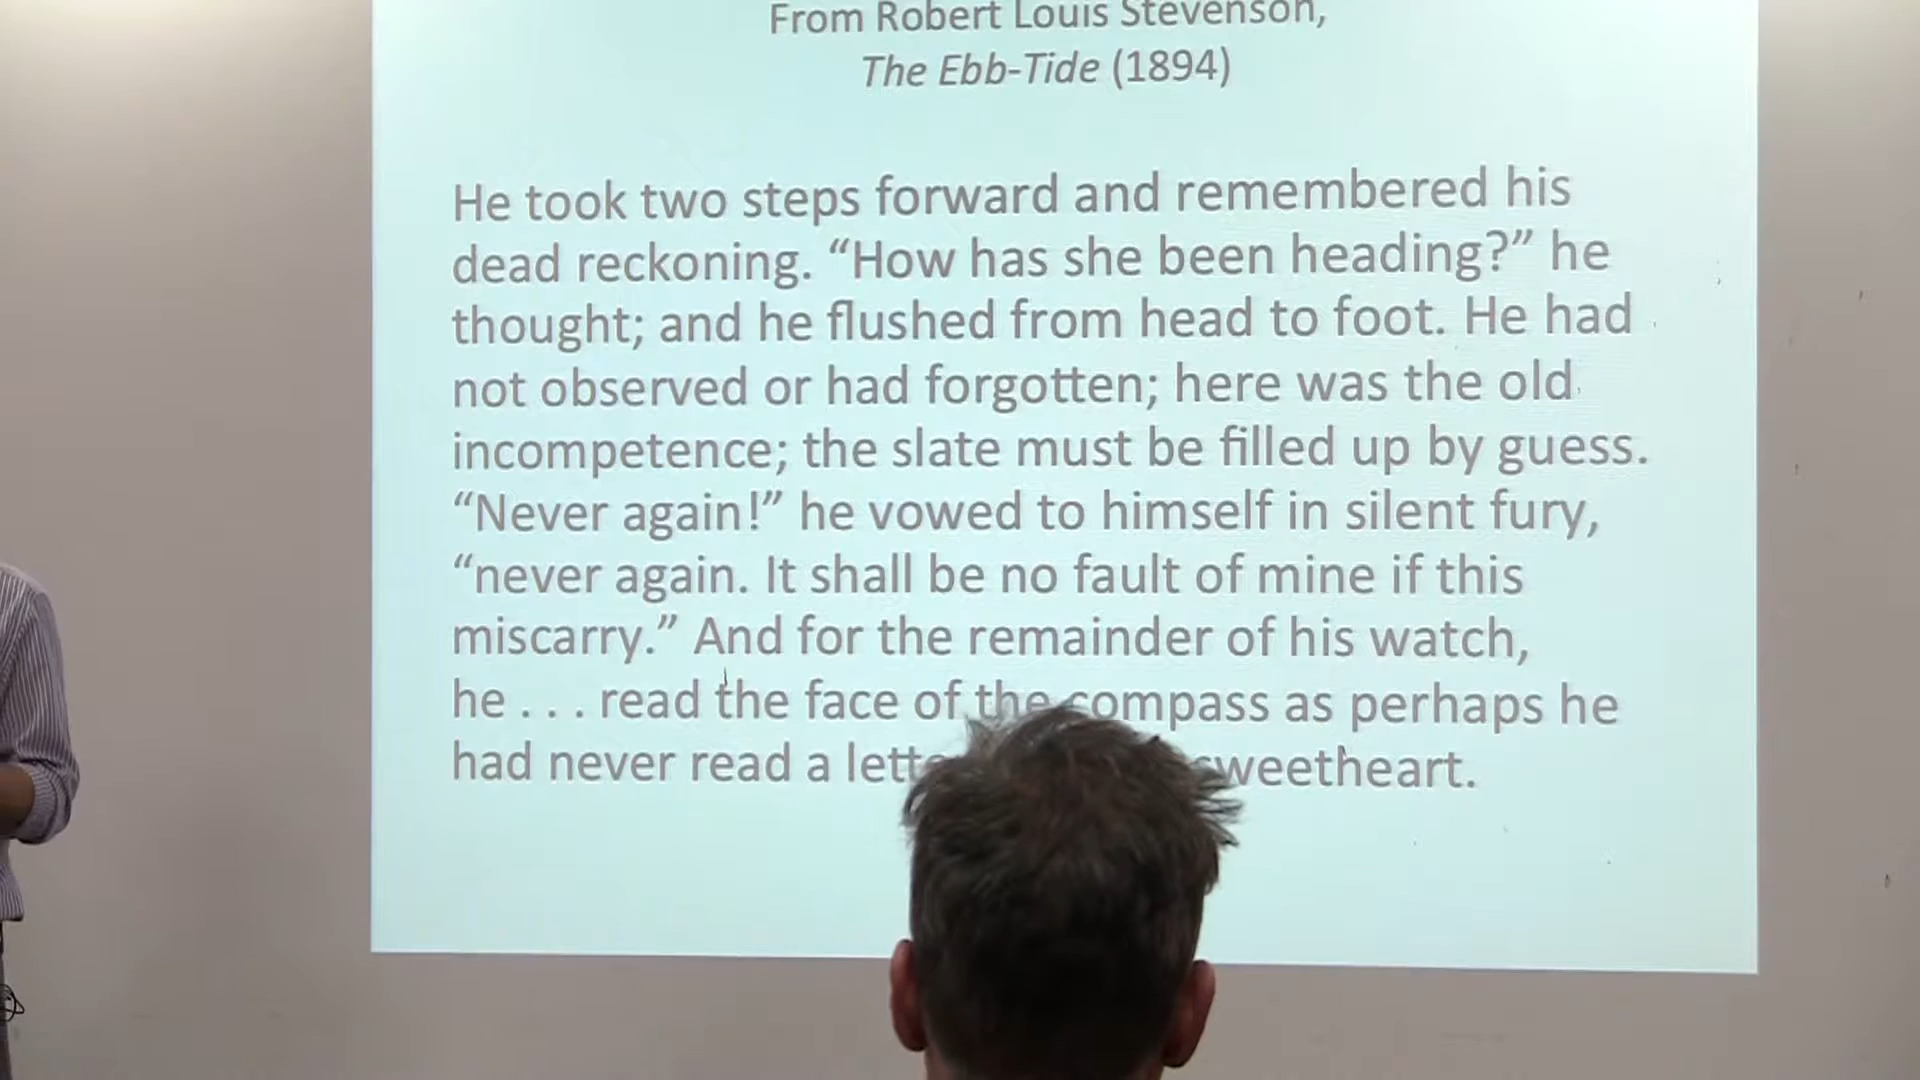 From Robert Louis Stevenson,
The Ebb-Tide (1894)
He took two steps forward and remembered his
dead reckoning. “How has she been heading?” he
thought; and he flushed from head to foot. He had
not observed or had forgotten; here was the old
incompetence; the slate must be filled up by guess.
“Never again!” he vowed to himself in silent fury,
“never again. It shall be no fault of mine if this
miscarry.” And for the remainder of his watch,
he . . . read the face of the compass as perhaps he
had never read a sweetheart.